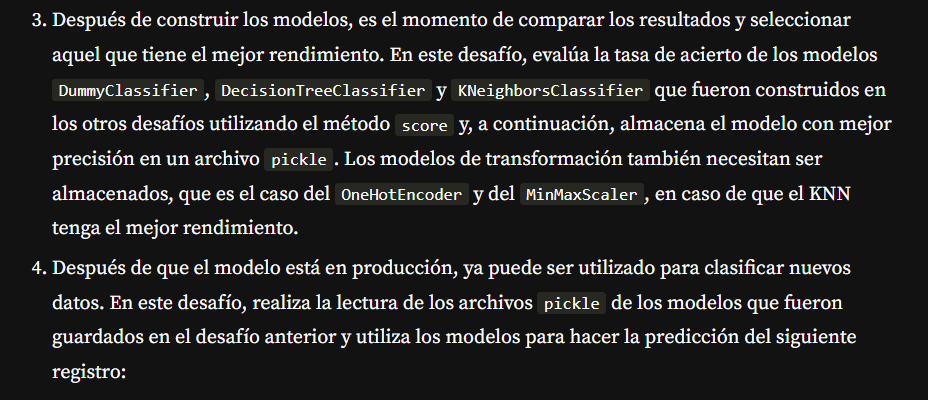 3. Después de construir los modelos, es el momento de comparar los resultados y seleccionar
aquel que tiene el mejor rendimiento. En este desafío, evalúa la tasa de acierto de los modelos
DummyClassifier, DecisionTreeClassifier y KNeighborsClassifier que fueron construidos en
los otros desafíos utilizando el método score y, a continuación, almacena el modelo con mejor
precisión en un archivo pickle. Los modelos de transformación también necesitan ser
almacenados, que es el caso del OneHotEncoder y del MinMaxScaler, en caso de que el KNN
tenga el mejor rendimiento.
4. Después de que el modelo está en producción, ya puede ser utilizado para clasificar nuevos
datos. En este desafío, realiza la lectura de los archivos pickle de los modelos que fueron
guardados en el desafío anterior y utiliza los modelos para hacer la predicción del siguiente
registro: